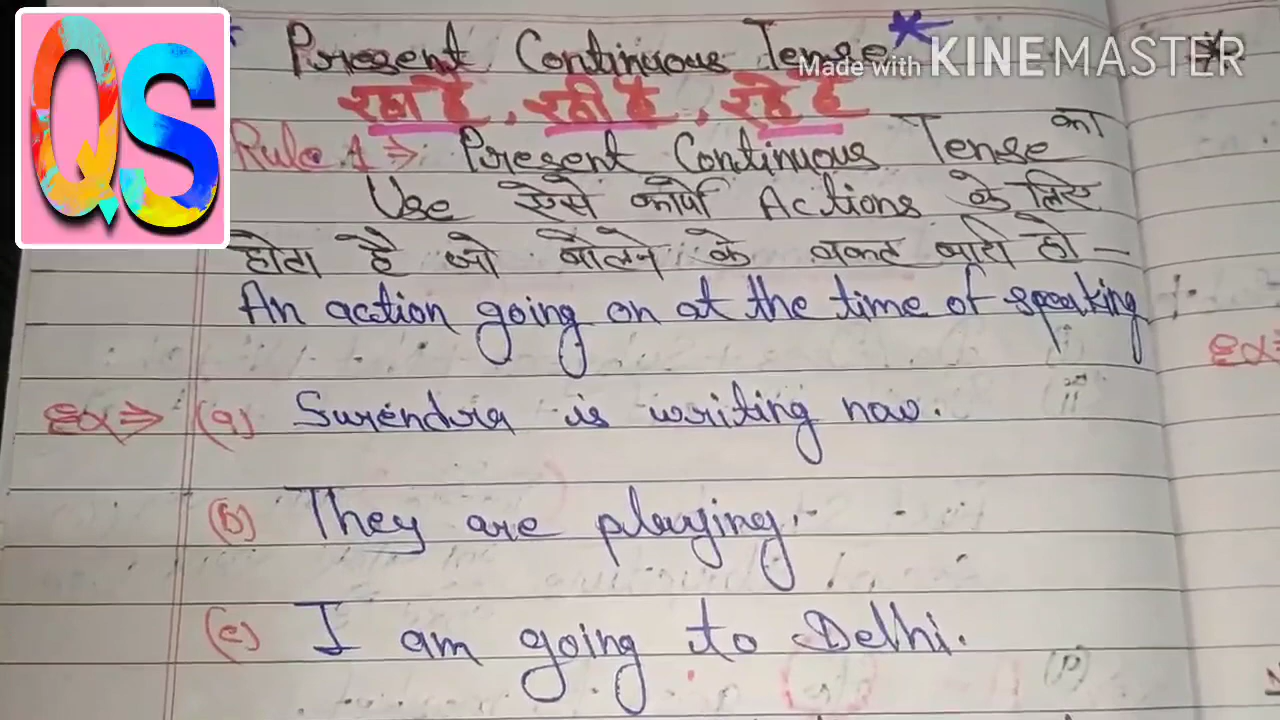 QS
Present Continuous Tense
Made with KINEMASTER
रहा है, रही है, रहे है
Rule 1 ⇒ Present Continuous Tense का
Use ऐसे कार्यो Actions के लिए
होता है जो बोलने के वक्त जारी हो –
An action going on at the time of speaking
Ex ⇒ (a) Surendra is writing now.
(b) They are playing.
(c) I am going to Delhi.
Ex